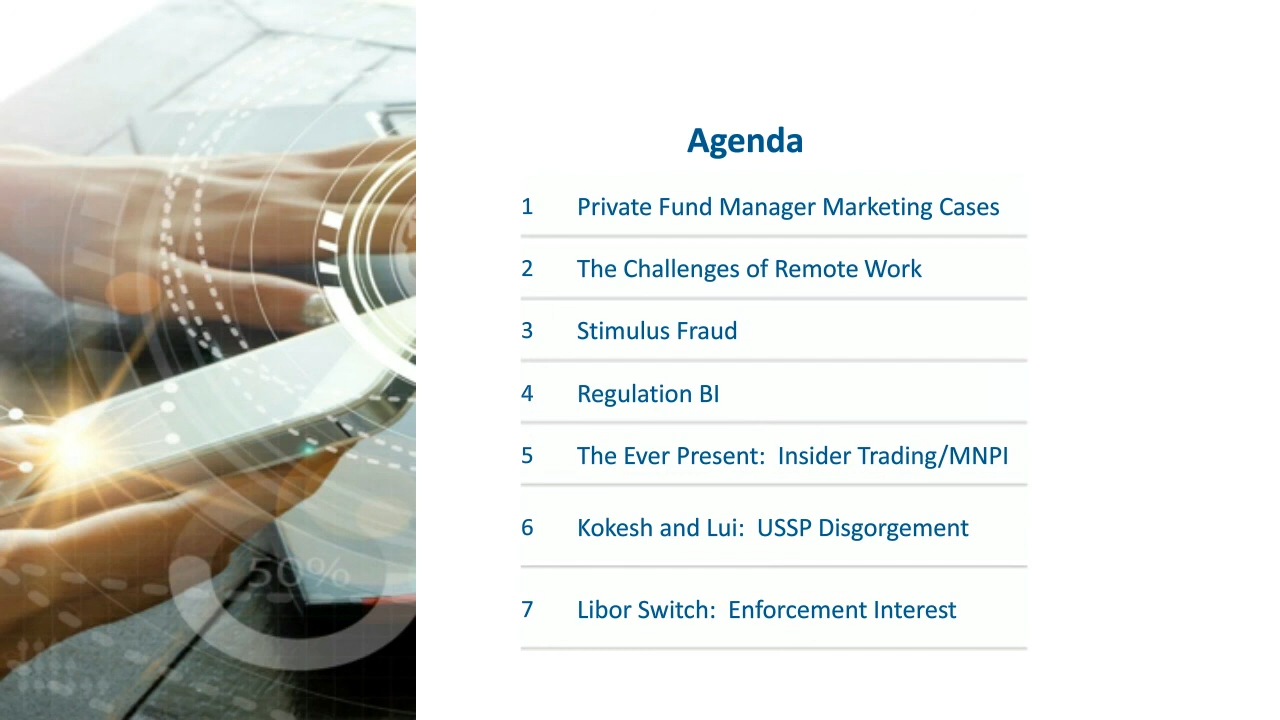 Agenda
1 Private Fund Manager Marketing Cases
2 The Challenges of Remote Work
3 Stimulus Fraud
4 Regulation BI
5 The Ever Present:  Insider Trading/MNPI
6 Kokesh and Lui:  USSP Disgorgement
7 Libor Switch:  Enforcement Interest
50%